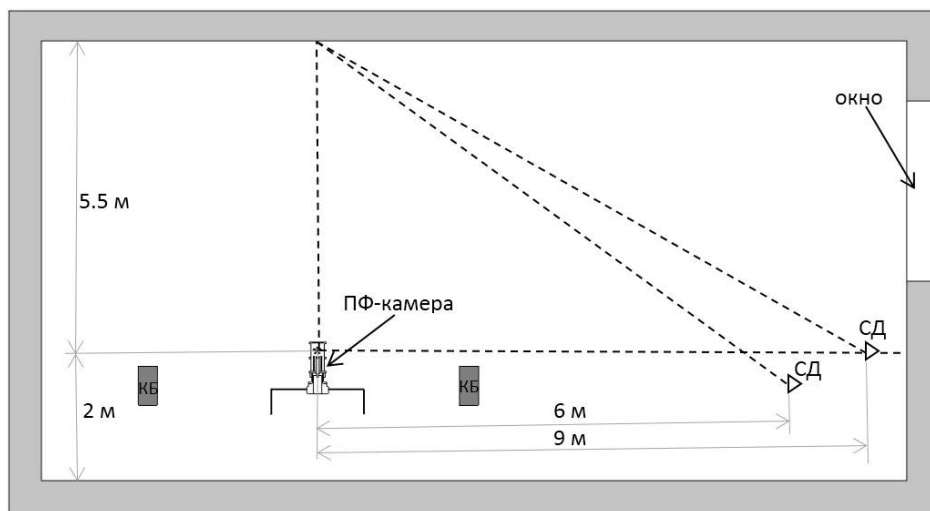 окно
5.5 м
ПФ-камера
СД
СД
КБ
КБ
2 м
6 м
9 м